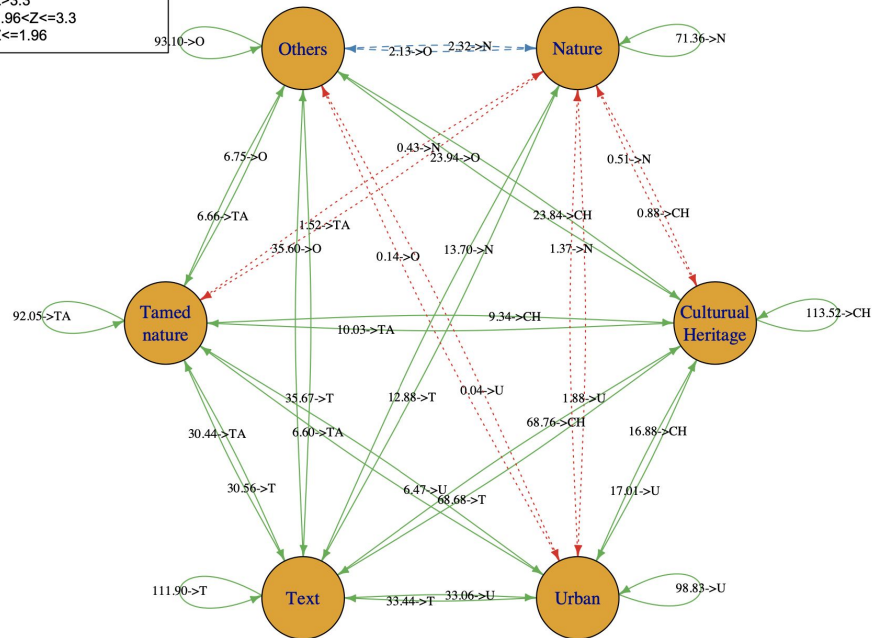 >3.3
.96<Z<=3.3
<=1.96
93.10->O
Others
2.13->O
2.32->N
Nature
71.36->N
6.75->O
0.43->N
23.94->O
0.51->N
6.66->TA
1.52->TA
23.84->CH
0.88->CH
35.60->O
0.14->O
13.70->N
1.37->N
92.05->TA
Tamed
nature
10.03->TA
9.34->CH
Culturual
Heritage
113.52->CH
35.67->T
12.88->T
0.04->U
1.88->U
30.44->TA
6.60->TA
68.76->CH
16.88->CH
30.56->T
6.47->U
68.68->T
17.01->U
111.90->T
Text
33.44->T
33.06->U
Urban
98.83->U